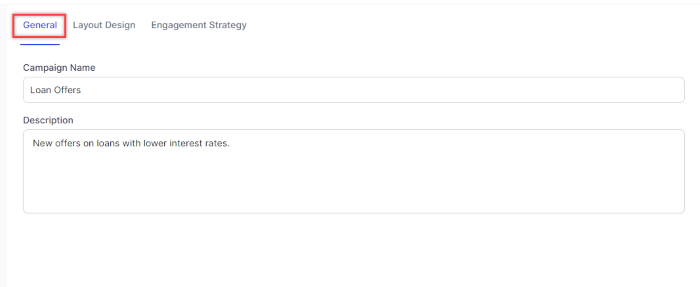 General Layout Design Engagement Strategy
Campaign Name
Loan Offers
Description
New offers on loans with lower interest rates.